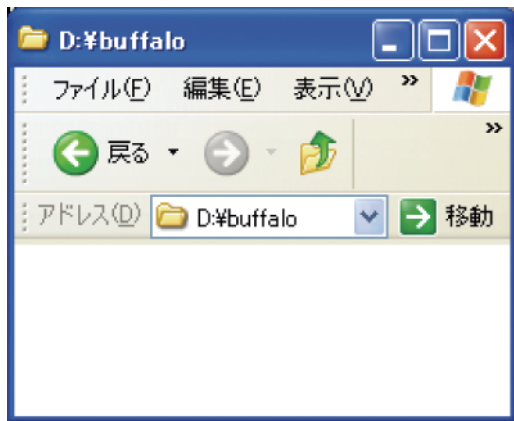 D:¥buffalo
ファイル(F) 編集(E) 表示(V) »
戻る »
アドレス(D) D:¥buffalo 移動